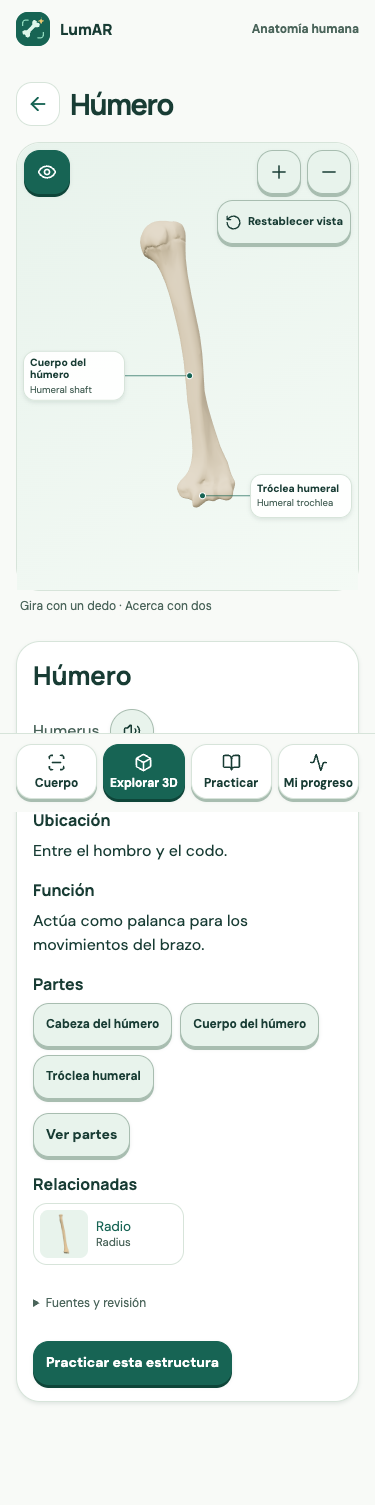 LumAR
Anatomía humana
Húmero
Restablecer vista
Cuerpo del
húmero
Humeral shaft
Tróclea humeral
Humeral trochlea
Gira con un dedo · Acerca con dos
Húmero
Humerus
Cuerpo
Explorar 3D
Practicar
Mi progreso
Ubicación
Entre el hombro y el codo.
Función
Actúa como palanca para los
movimientos del brazo.
Partes
Cabeza del húmero
Cuerpo del húmero
Tróclea humeral
Ver partes
Relacionadas
Radio
Radius
Fuentes y revisión
Practicar esta estructura